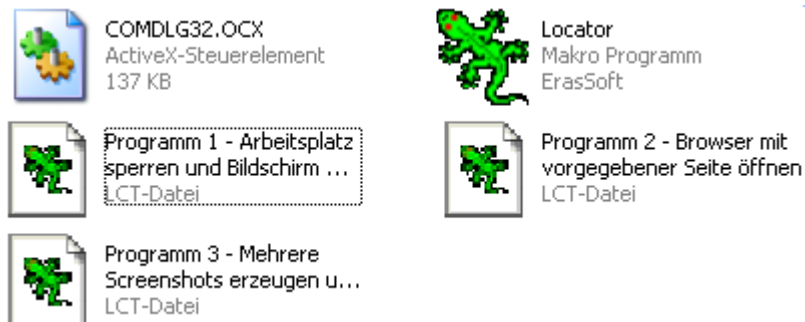 COMDLG32.OCX
ActiveX-Steuerelement
137 KB
Locator
Makro Programm
ErasSoft
Programm 1 - Arbeitsplatz
sperren und Bildschirm ...
LCT-Datei
Programm 2 - Browser mit
vorgegebener Seite öffnen
LCT-Datei
Programm 3 - Mehrere
Screenshots erzeugen u...
LCT-Datei